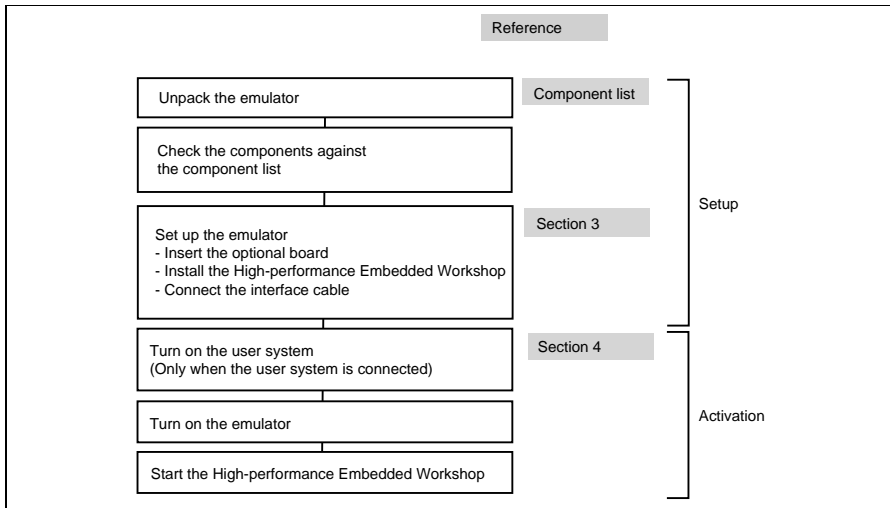 Reference
Unpack the emulator
Component list
Check the components against
the component list
Setup
Set up the emulator
- Insert the optional board
- Install the High-performance Embedded Workshop
- Connect the interface cable
Section 3
Turn on the user system
(Only when the user system is connected)
Section 4
Turn on the emulator
Activation
Start the High-performance Embedded Workshop